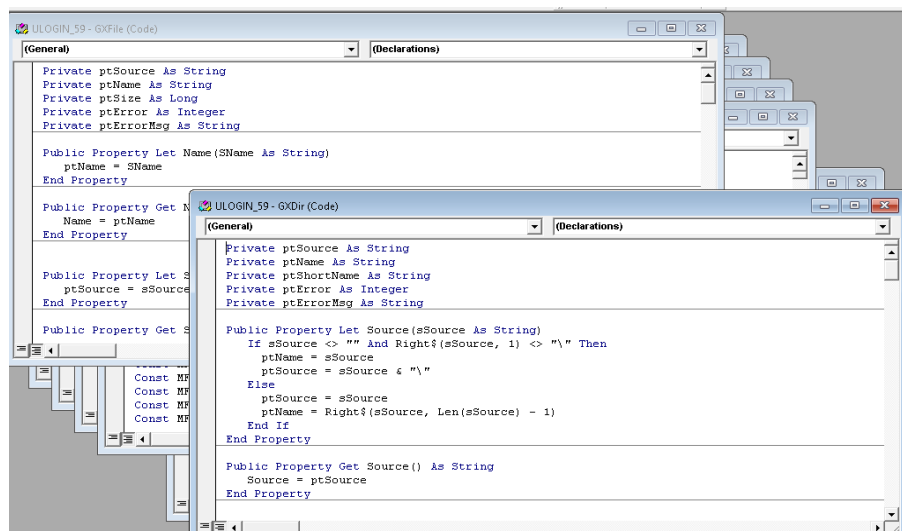 ULOGIN_59 - GXFile (Code)
(General) (Declarations)
Private ptSource As String
Private ptName As String
Private ptSize As Long
Private ptError As Integer
Private ptErrorMsg As String
Public Property Let Name(SName As String)
ptName = SName
End Property
Public Property Get N
Name = ptName
End Property
Public Property Let S
ptSource = sSource
End Property
Public Property Get S
Const MF
Const MF
Const MF
ULOGIN_59 - GXDir (Code)
(General) (Declarations)
Private ptSource As String
Private ptName As String
Private ptShortName As String
Private ptError As Integer
Private ptErrorMsg As String
Public Property Let Source(sSource As String)
If sSource <> "" And Right$(sSource, 1) <> "\" Then
ptName = sSource
ptSource = sSource & "\"
Else
ptSource = sSource
ptName = Right$(sSource, Len(sSource) - 1)
End If
End Property
Public Property Get Source() As String
Source = ptSource
End Property